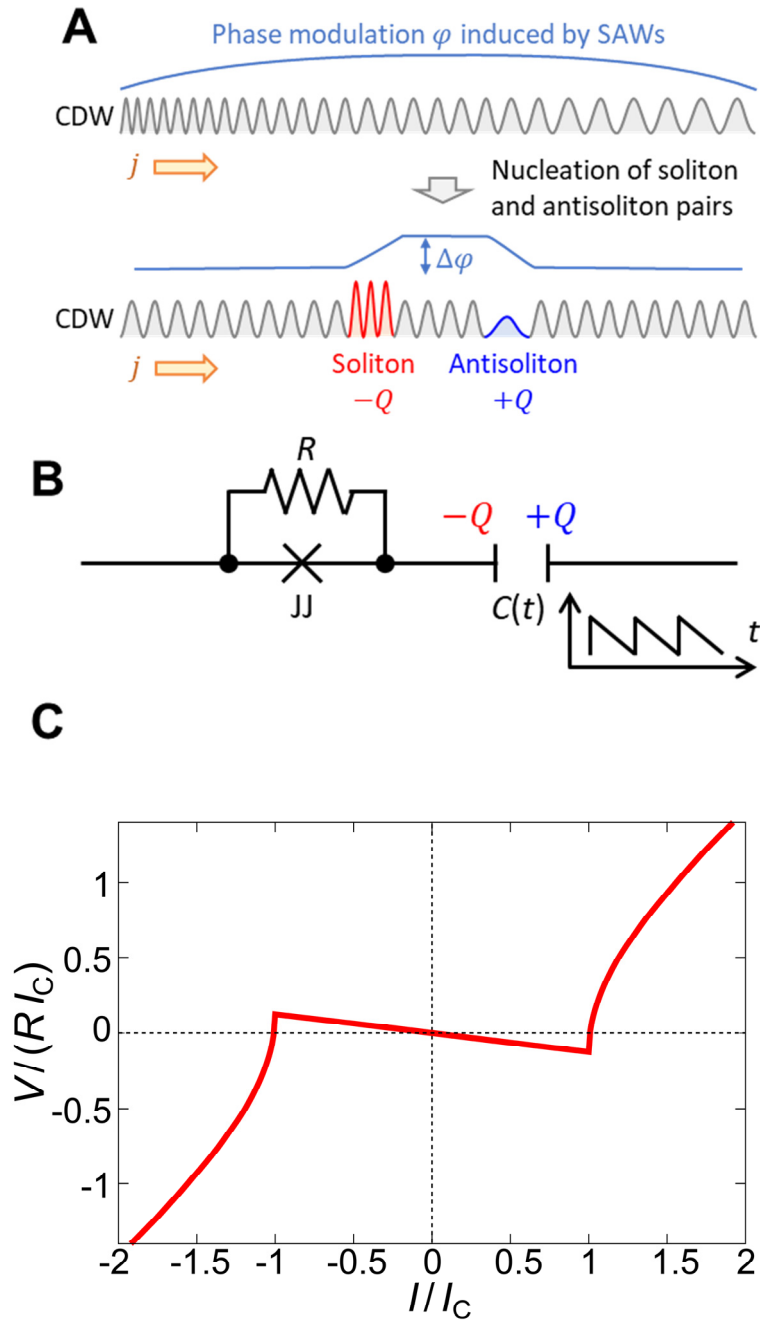 A
Phase modulation φ induced by SAWs
CDW
j
Nucleation of soliton
and antisoliton pairs
Δφ
CDW
j
Soliton
Antisoliton
−Q
+Q
B
R
−Q
+Q
JJ
C(t)
t
C
1
0.5
0
-0.5
-1
V/(R I_C)
-2 -1.5 -1 -0.5 0 0.5 1 1.5 2
I/I_C